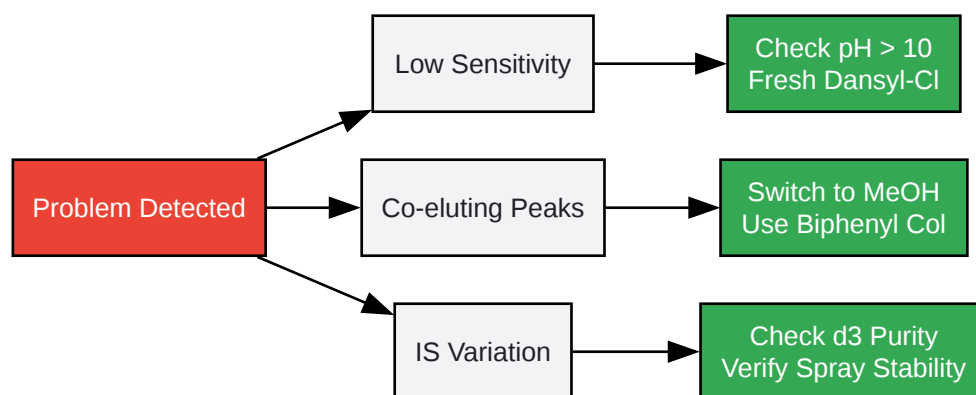 Problem Detected
Low Sensitivity
Check pH > 10
Fresh Dansyl-Cl
Co-eluting Peaks
Switch to MeOH
Use Biphenyl Col
IS Variation
Check d3 Purity
Verify Spray Stability